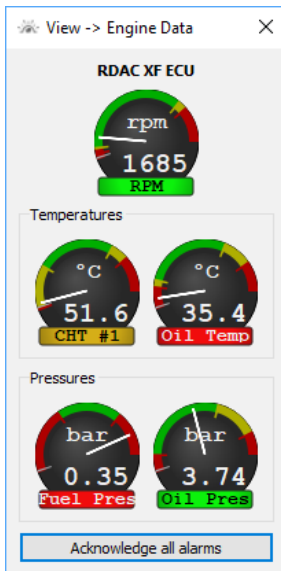 View -> Engine Data
RDAC XF ECU
rpm
1685
RPM
Temperatures
°C °C
51.6 35.4
CHT #1 Oil Temp
Pressures
bar bar
0.35 3.74
Fuel Pres Oil Pres
Acknowledge all alarms